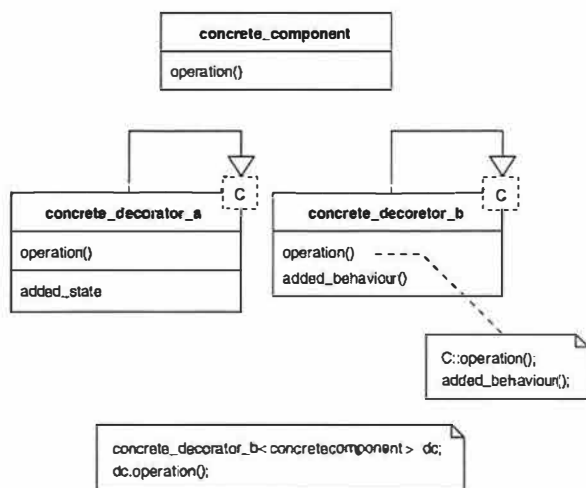 concrete_component
operation()
C
C
concrete_decorator_a
operation()
added_state
concrete_decoretor_b
operation()
added_behaviour()
C::operation();
added_behaviour();
concrete_decorator_b< concretecomponent > dc;
dc.operation();